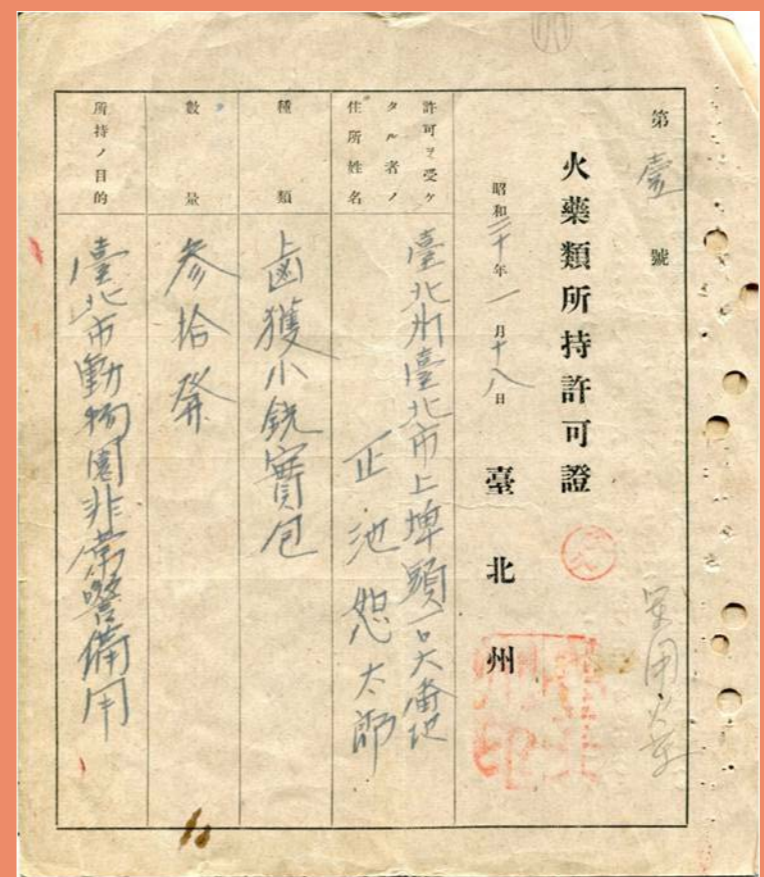 第壹號
火藥類所持許可證
昭和二十年一月十八日
臺北州
許可ヲ受ケ
タル者ノ
住所姓名
臺北州臺北市上埤頭一六番地
正池恕太郎
種類
鹵獲小銃實包
數量
参拾發
所持ノ目的
臺北市動物園非常警備用